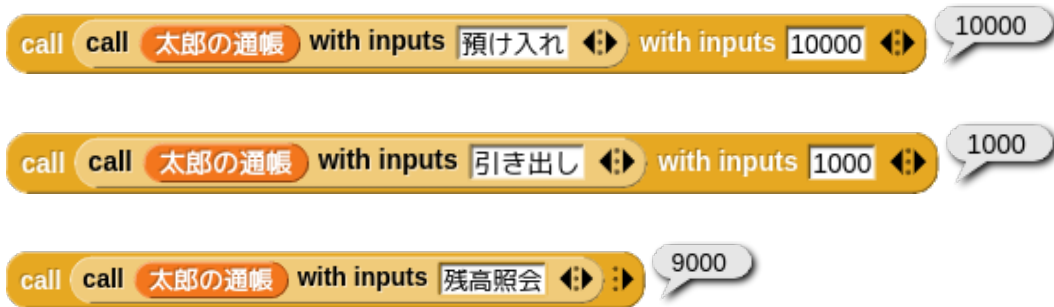 call call 太郎の通帳 with inputs 預け入れ with inputs 10000 10000
call call 太郎の通帳 with inputs 引き出し with inputs 1000 1000
call call 太郎の通帳 with inputs 残高照会 9000